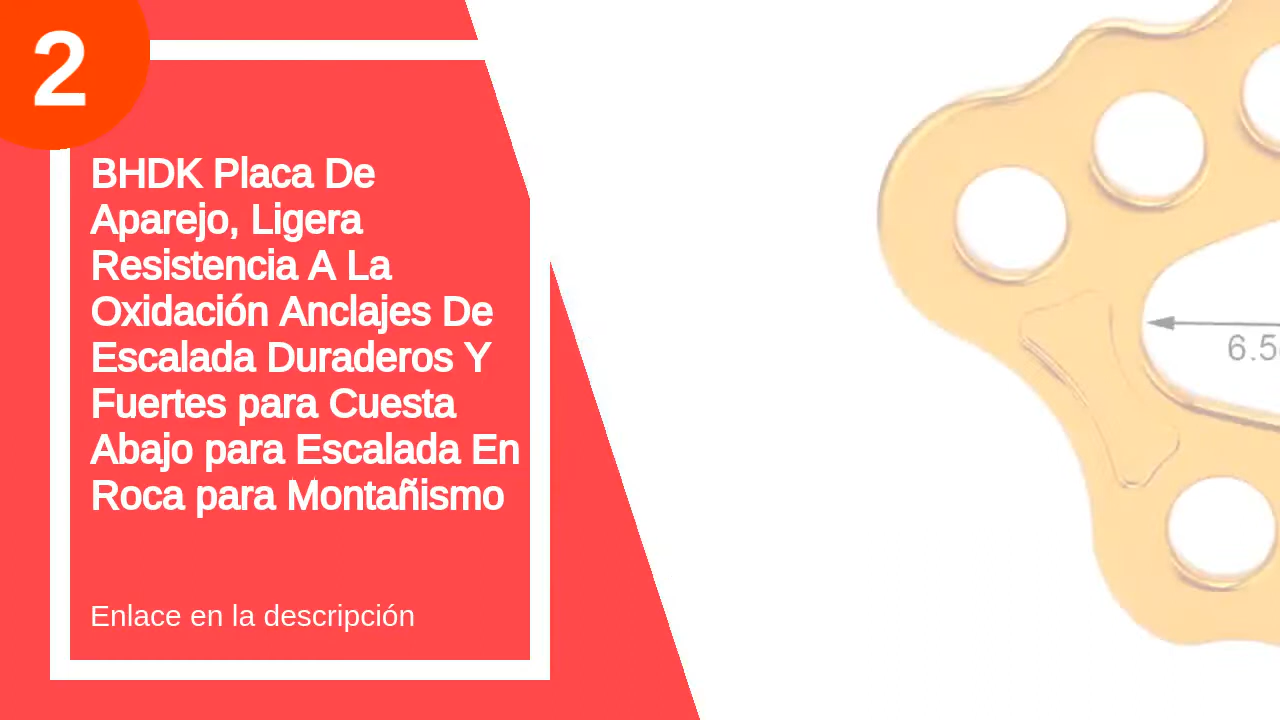 2
BHDK Placa De
Aparejo, Ligera
Resistencia A La
Oxidación Anclajes De
Escalada Duraderos Y
Fuertes para Cuesta
Abajo para Escalada En
Roca para Montañismo
Enlace en la descripción